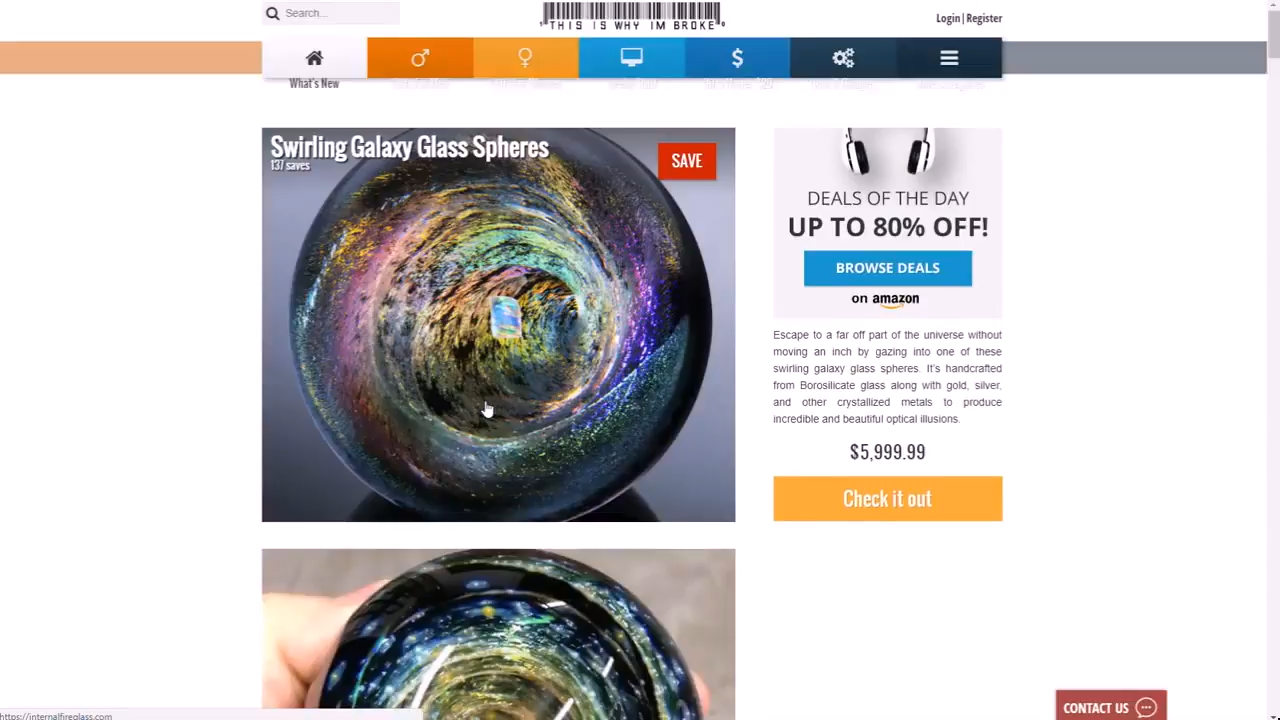 Search...
THIS IS WHY IM BROKE
Login | Register
What's New
Swirling Galaxy Glass Spheres
137 saves
SAVE
DEALS OF THE DAY
UP TO 80% OFF!
BROWSE DEALS
on amazon
Escape to a far off part of the universe without
moving an inch by gazing into one of these
swirling galaxy glass spheres. It's handcrafted
from Borosilicate glass along with gold, silver,
and other crystallized metals to produce
incredible and beautiful optical illusions.
$5,999.99
Check it out
CONTACT US
https://internalfireglass.com